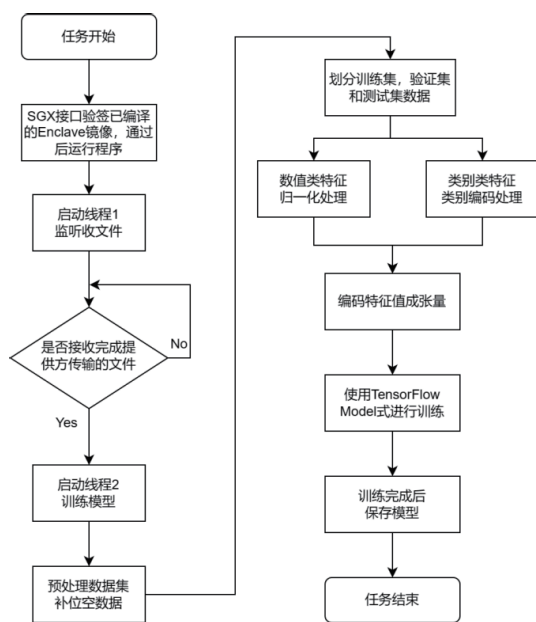 任务开始
SGX接口验签已编译
的Enclave镜像，通过
后运行程序
启动线程1
监听收文件
是否接收完成提
供方传输的文件
No
Yes
启动线程2
训练模型
预处理数据集
补位空数据
划分训练集，验证集
和测试集数据
数值类特征
归一化处理
类别类特征
类别编码处理
编码特征值成张量
使用TensorFlow
Model式进行训练
训练完成后
保存模型
任务结束